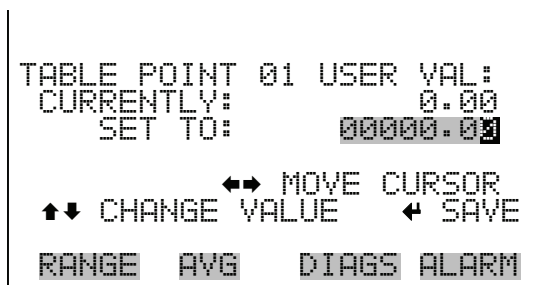 TABLE POINT 01 USER VAL:
CURRENTLY: 0.00
SET TO: 00000.00
←→ MOVE CURSOR
↑↓ CHANGE VALUE ↵ SAVE
RANGE AVG DIAGS ALARM